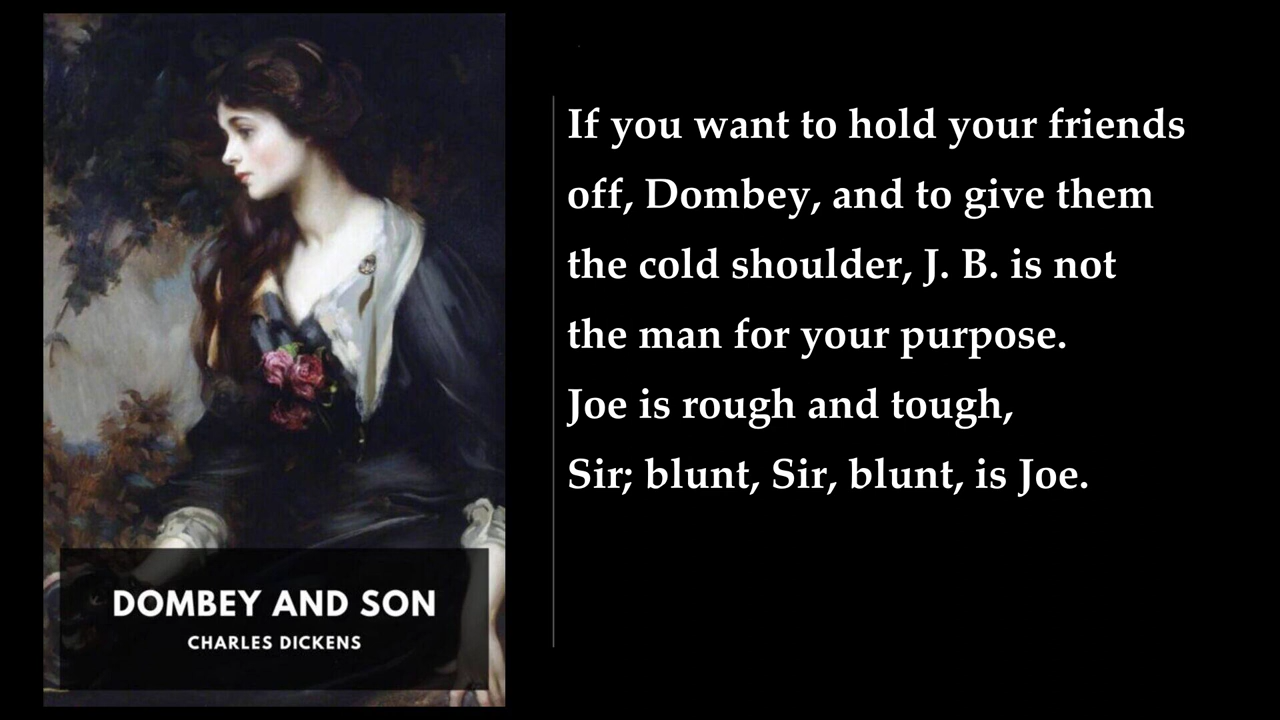 If you want to hold your friends
off, Dombey, and to give them
the cold shoulder, J. B. is not
the man for your purpose.
Joe is rough and tough,
Sir; blunt, Sir, blunt, is Joe.
DOMBEY AND SON
CHARLES DICKENS